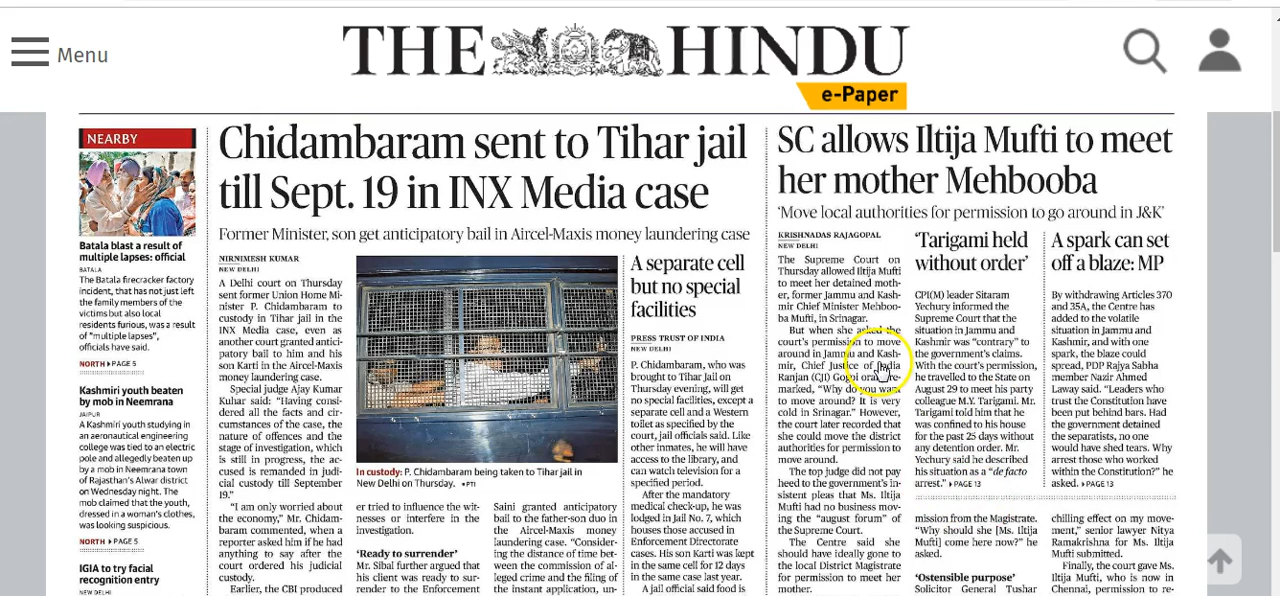 Menu
THE HINDU
e-Paper
NEARBY
Batala blast a result of
multiple lapses: official
BATALA
The Batala firecracker factory
incident, that has not just left
the family members of the
victims but also local
residents furious, was a result
of "multiple lapses",
officials have said.
NORTH ▶ PAGE 5
Kashmiri youth beaten
by mob in Neemrana
JAIPUR
A Kashmiri youth studying in
an aeronautical engineering
college was tied to an electric
pole and allegedly beaten up
by a mob in Neemrana town
of Rajasthan's Alwar district
on Wednesday night. The
mob claimed that the youth,
dressed in a woman's clothes,
was looking suspicious.
NORTH ▶ PAGE 5
IGIA to try facial
recognition entry
NEW DELHI
Chidambaram sent to Tihar jail
till Sept. 19 in INX Media case
Former Minister, son get anticipatory bail in Aircel-Maxis money laundering case
NIRNIMESH KUMAR
NEW DELHI
A Delhi court on Thursday
sent former Union Home Mi-
nister P. Chidambaram to
custody in Tihar jail in the
INX Media case, even as
another court granted antici-
patory bail to him and his
son Karti in the Aircel-Maxis
money laundering case.
Special judge Ajay Kumar
Kuhar said: "Having consi-
dered all the facts and cir-
cumstances of the case, the
nature of offences and the
stage of investigation, which
is still in progress, the ac-
cused is remanded in judi-
cial custody till September
19."
"I am only worried about
the economy," Mr. Chidam-
baram commented, when a
reporter asked him if he had
anything to say after the
court ordered his judicial
custody.
Earlier, the CBI produced
In custody: P. Chidambaram being taken to Tihar jail in
New Delhi on Thursday. •PTI
er tried to influence the wit-
nesses or interfere in the
investigation.
'Ready to surrender'
Mr. Sibal further argued that
his client was ready to sur-
render to the Enforcement
Saini granted anticipatory
bail to the father-son duo in
the Aircel-Maxis money
laundering case. "Consider-
ing the distance of time bet-
ween the commission of al-
leged crime and the filing of
the instant application, un-
A separate cell
but no special
facilities
PRESS TRUST OF INDIA
NEW DELHI
P. Chidambaram, who was
brought to Tihar jail on
Thursday evening, will get
no special facilities, except a
separate cell and a Western
toilet as specified by the
court, jail officials said. Like
other inmates, he will have
access to the library, and
can watch television for a
specified period.
After the mandatory
medical check-up, he was
lodged in Jail No. 7, which
houses those accused in
Enforcement Directorate
cases. His son Karti was kept
in the same cell for 12 days
in the same case last year.
A jail official said food is
SC allows Iltija Mufti to meet
her mother Mehbooba
'Move local authorities for permission to go around in J&K'
KRISHNADAS RAJAGOPAL
NEW DELHI
The Supreme Court on
Thursday allowed Iltija Mufti
to meet her detained moth-
er, former Jammu and Kash-
mir Chief Minister Mehboo-
ba Mufti, in Srinagar.
But when she asked the
court's permission to move
around in Jammu and Kash-
mir, Chief Justice of India
Ranjan (CJI) Gogoi orally re-
marked, "Why do you want
to move around? It is very
cold in Srinagar." However,
the court later recorded that
she could move the district
authorities for permission to
move around.
The top judge did not pay
heed to the government's in-
sistent pleas that Ms. Iltija
Mufti had no business mov-
ing the "august forum" of
the Supreme Court.
The Centre said she
should have ideally gone to
the local District Magistrate
for permission to meet her
mother.
'Tarigami held
without order'
CPI(M) leader Sitaram
Yechury informed the
Supreme Court that the
situation in Jammu and
Kashmir was "contrary" to
the government's claims.
With the court's permission,
he travelled to the State on
August 29 to meet his party
colleague M.Y. Tarigami. Mr.
Tarigami told him that he
was confined to his house
for the past 25 days without
any detention order. Mr.
Yechury said he described
his situation as a "de facto
arrest." ▶ PAGE 13
A spark can set
off a blaze: MP
By withdrawing Articles 370
and 35A, the Centre has
added to the volatile
situation in Jammu and
Kashmir, and with one
spark, the blaze could
spread, PDP Rajya Sabha
member Nazir Ahmed
Laway said. "Leaders who
trust the Constitution have
been put behind bars. Had
the government detained
the separatists, no one
would have shed tears. Why
arrest those who worked
within the Constitution?" he
asked. ▶ PAGE 13
mission from the Magistrate.
"Why should she [Ms. Iltija
Mufti] come here now?" he
asked.
'Ostensible purpose'
Solicitor General Tushar
chilling effect on my move-
ment," senior lawyer Nitya
Ramakrishna for Ms. Iltija
Mufti submitted.
Finally, the court gave Ms.
Iltija Mufti, who is now in
Chennai, permission to re-